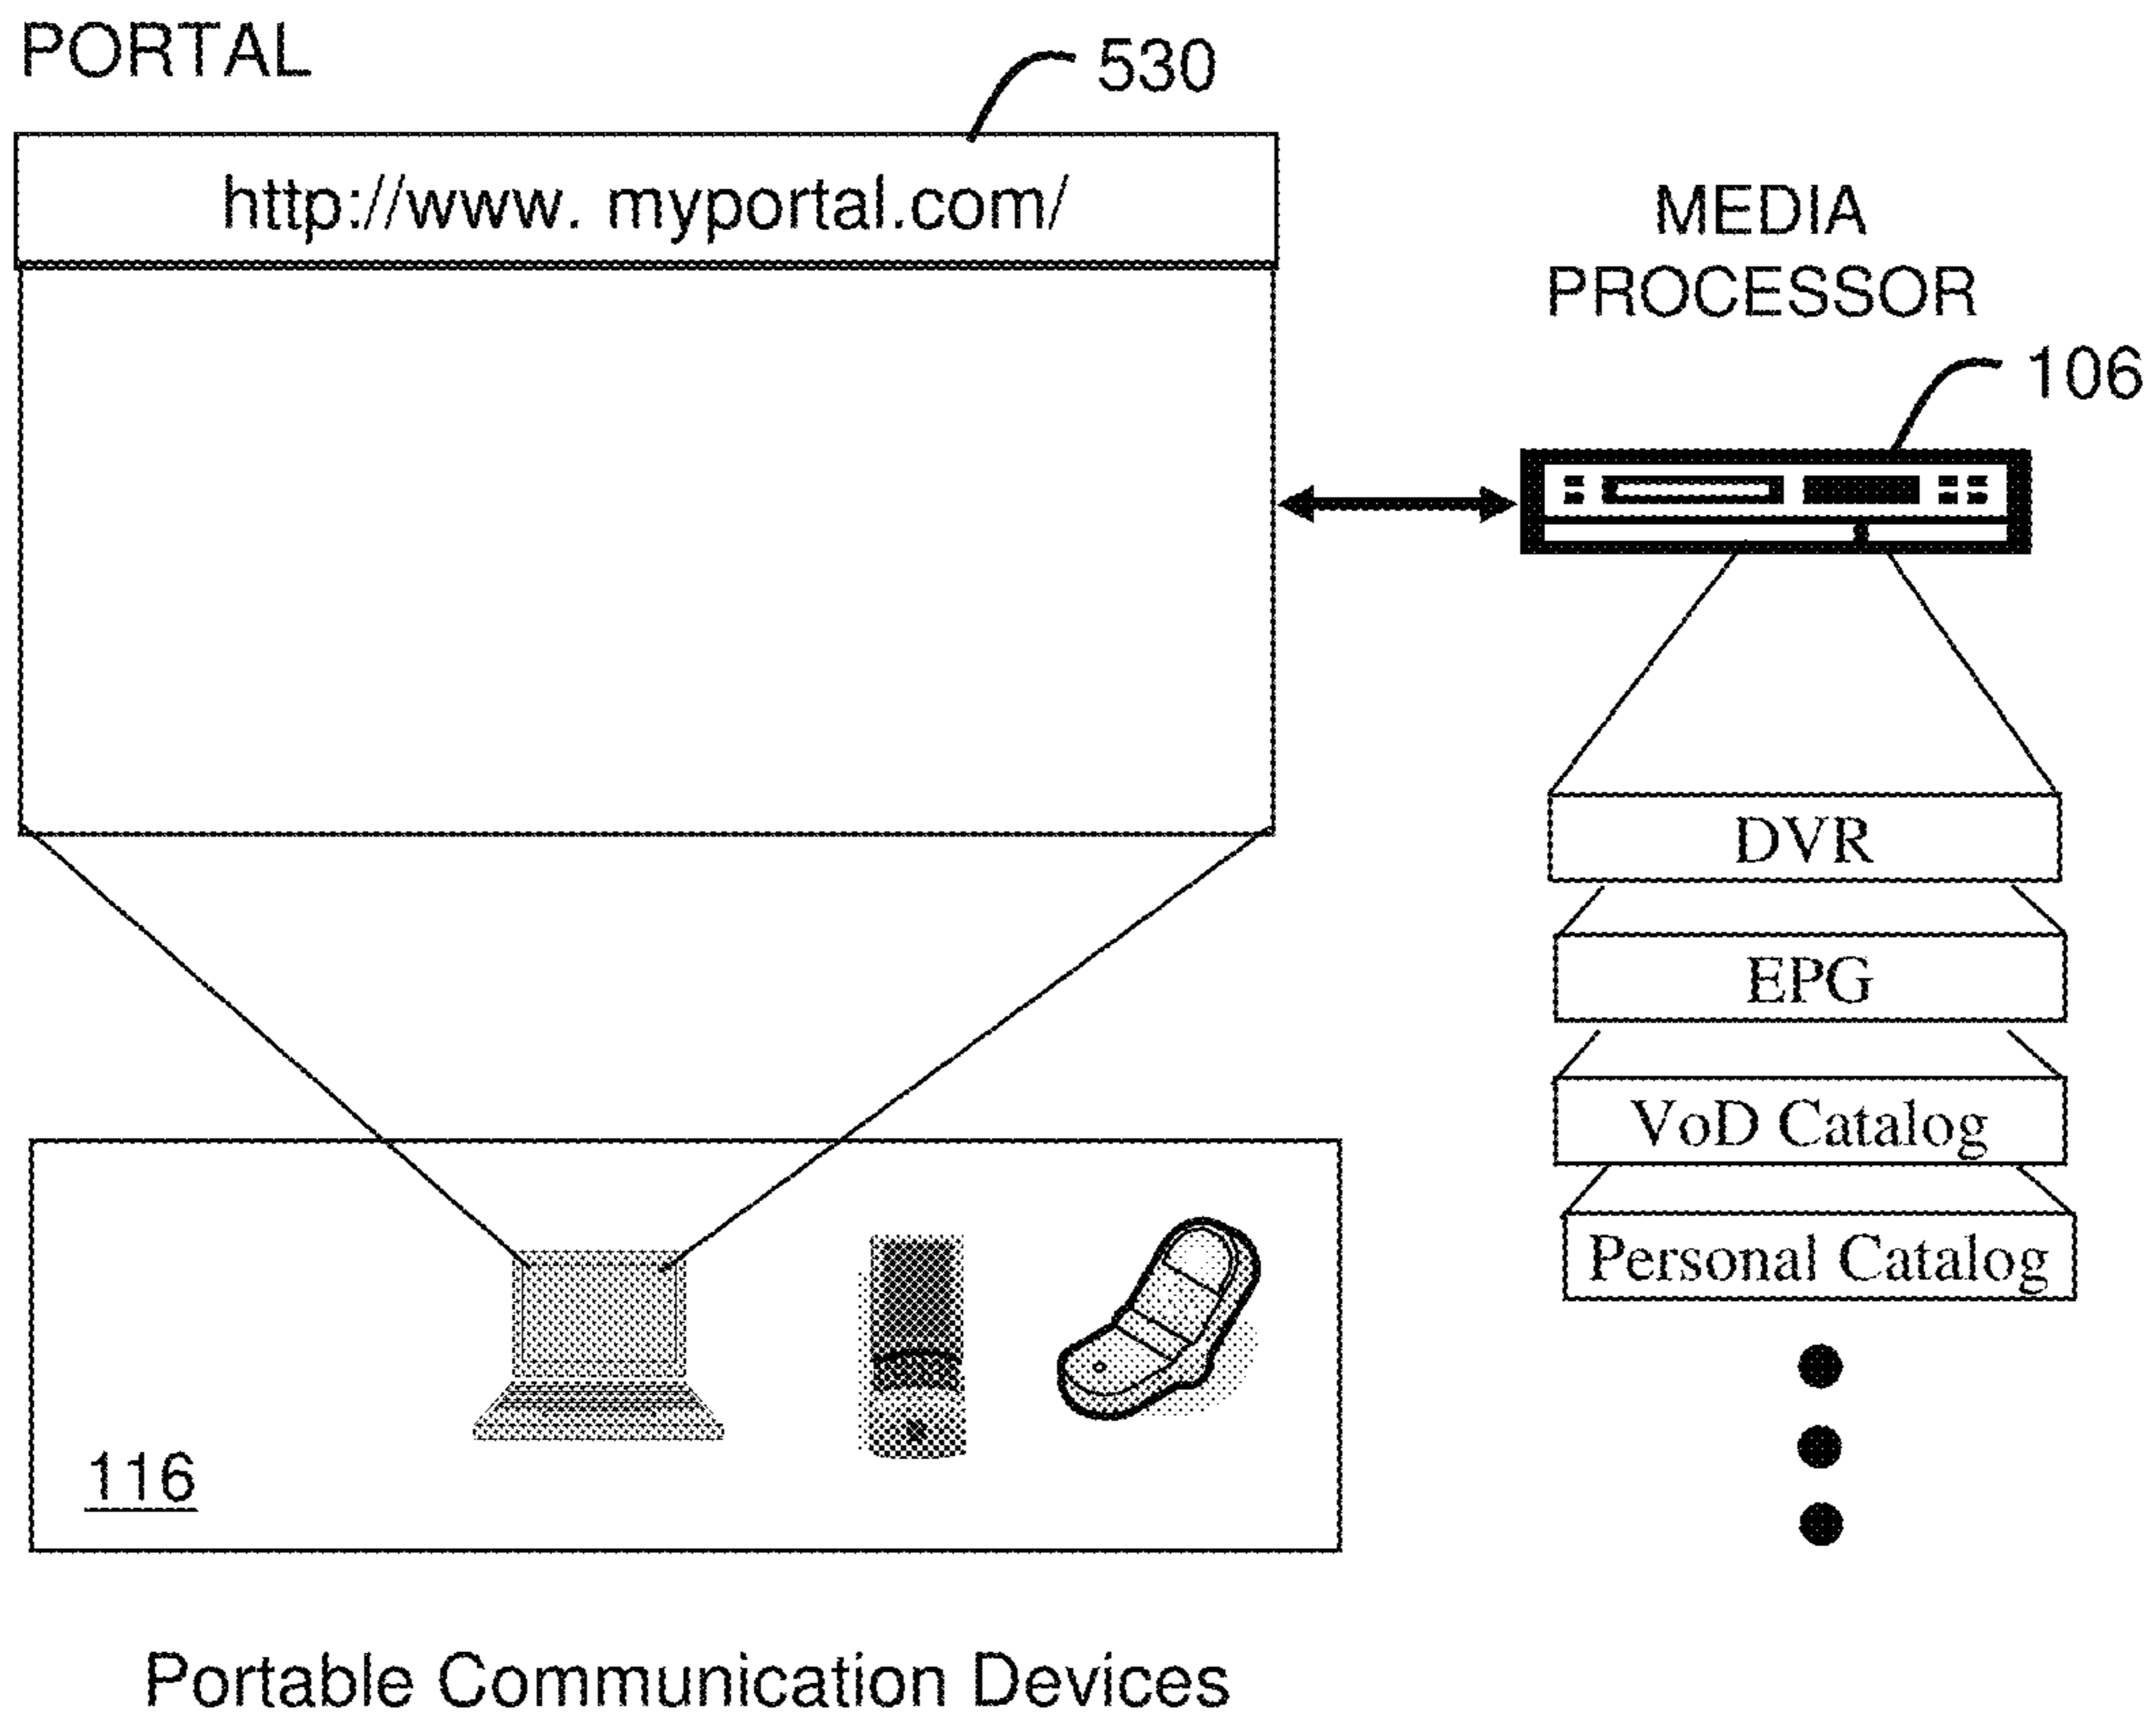 PORTAL
530
http://www. myportal.com/
MEDIA
PROCESSOR
106
DVR
EPG
VoD Catalog
Personal Catalog
116
Portable Communication Devices